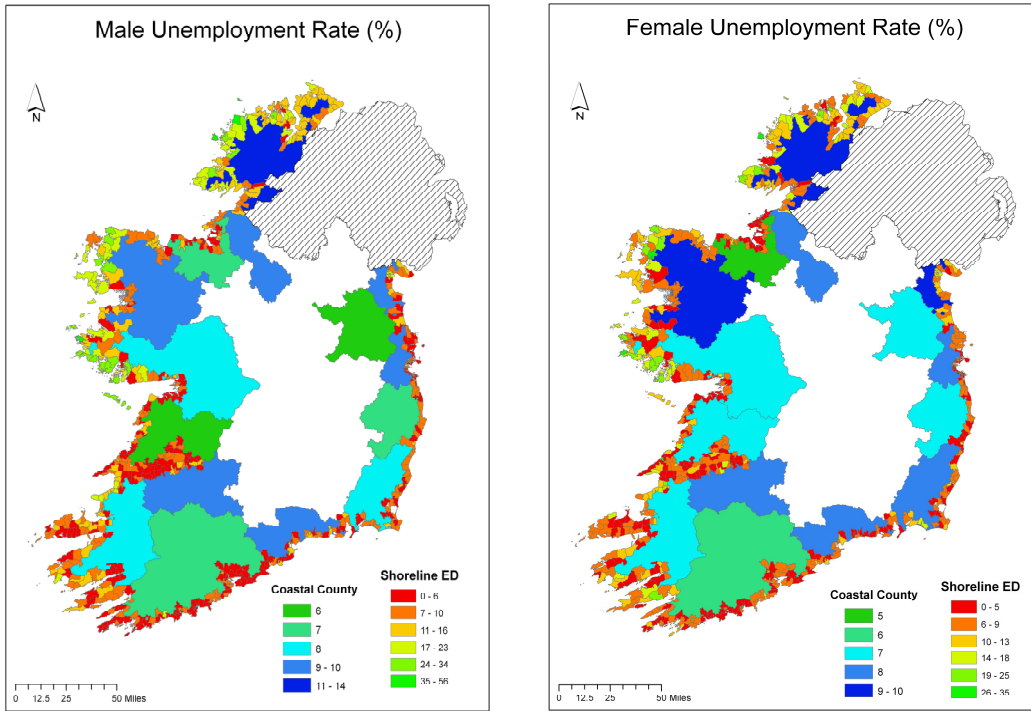 Male Unemployment Rate (%)
N
Coastal County
6
7
8
9 - 10
11 - 14
Shoreline ED
0 - 6
7 - 10
11 - 16
17 - 23
24 - 34
35 - 56
0 12.5 25 50 Miles
Female Unemployment Rate (%)
N
Coastal County
5
6
7
8
9 - 10
Shoreline ED
0 - 5
6 - 9
10 - 13
14 - 18
19 - 25
26 - 35
0 12.5 25 50 Miles